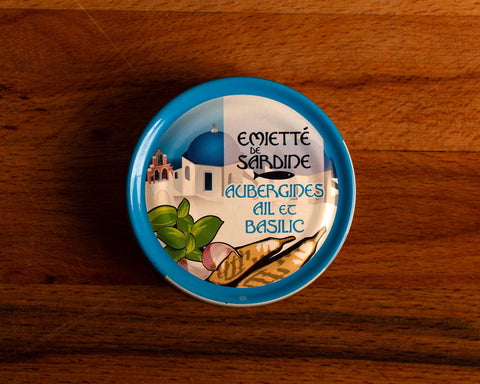 EMIETTÉ
DE
SARDINE
AUBERGINES
AIL ET
BASILIC